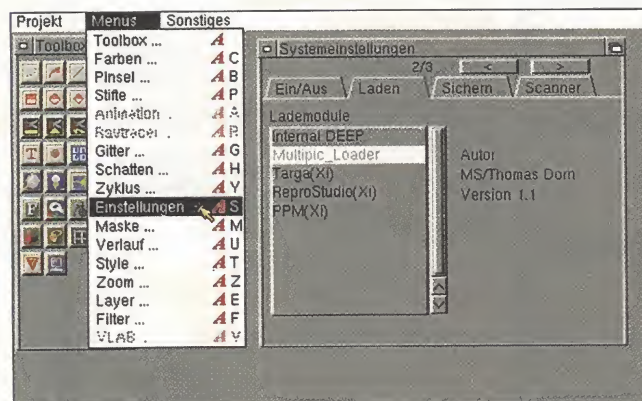 Projekt Menus Sonstiges
Toolbox
Toolbox ... A
Farben ... A C
Pinsel ... A B
Stifte ... A P
Animation . A A
Raytracer . A R
Gitter ... A G
Schatten ... A H
Zyklus ... A Y
Einstellungen A S
Maske ... A M
Verlauf ... A U
Style ... A T
Zoom ... A Z
Layer ... A E
Filter ... A F
VLAB . A V
Systemeinstellungen
2/3 < >
Ein/Aus Laden Sichern Scanner
Lademodule
Internal DEEP
Multipic_Loader
Targa(XI)
ReproStudio(XI)
PPM(XI)
Autor
MS/Thomas Dorn
Version 1.1